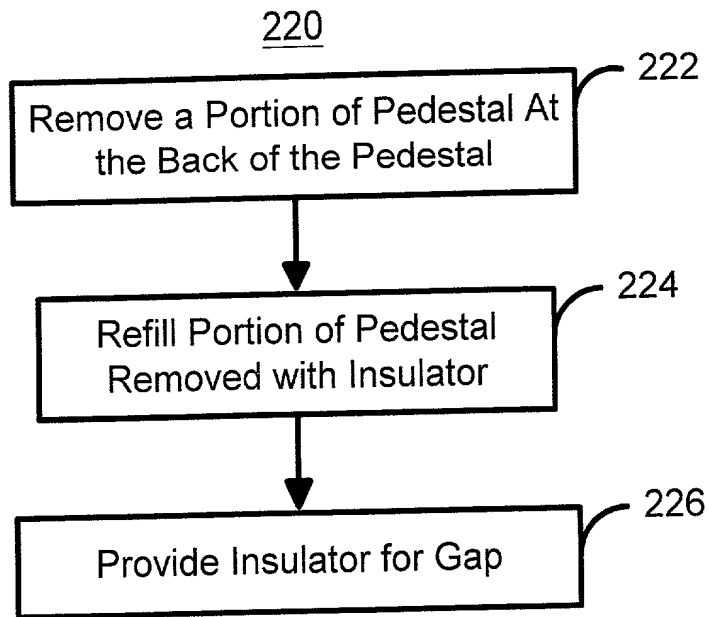 220
222
Remove a Portion of Pedestal At
the Back of the Pedestal
224
Refill Portion of Pedestal
Removed with Insulator
226
Provide Insulator for Gap